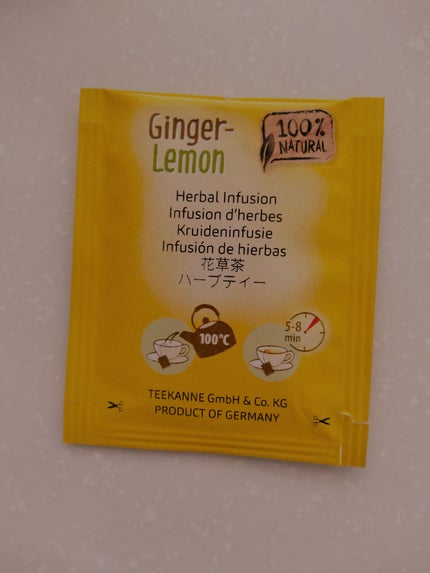 Ginger-
Lemon
100%
NATURAL
Herbal Infusion
Infusion d'herbes
Kruideninfusie
Infusión de hierbas
花草茶
ハーブティー
100°C
5-8
min
TEEKANNE GmbH & Co. KG
PRODUCT OF GERMANY